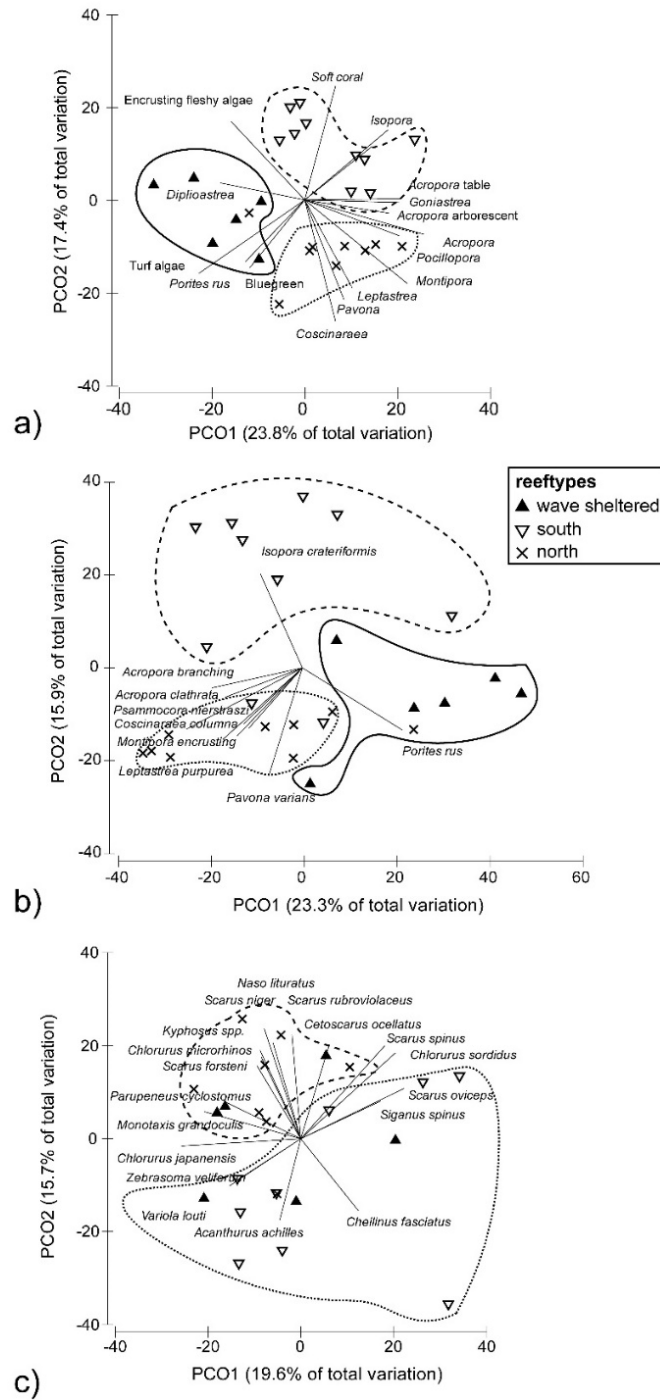 40
Soft coral
Encrusting fleshy algae
20
Isopora
Diplioastrea
Acropora table
0
Goniastrea
Acropora arborescent
Acropora
Pocillopora
Turf algae
Bluegreen
Montipora
Porites rus
Leptastrea
-20
Pavona
Coscinaraea
-40
-40 -20 0 20 40
PCO1 (23.8% of total variation)
PCO2 (17.4% of total variation)
a)
40
reeftypes
wave sheltered
south
north
Isopora crateriformis
20
0
Acropora branching
Acropora clathrata
Psammocora nierstraszi
Coscinaraea columna
Montipora encrusting
Porites rus
-20
Leptastrea purpurea
Pavona varians
-40
-40 -20 0 20 40 60
PCO1 (23.3% of total variation)
PCO2 (15.9% of total variation)
b)
40
Naso lituratus
Scarus niger Scarus rubroviolaceus
Kyphosus spp. Cetoscarus ocellatus
20
Chlorurus microrhinos
Scarus spinus
Scarus forsteni
Chlorurus sordidus
Parupeneus cyclostomus
Scarus oviceps
Monotaxis grandoculis
Siganus spinus
0
Chlorurus japanensis
Zebrasoma veliferum
Variola louti
Cheilinus fasciatus
Acanthurus achilles
-20
-40
-40 -20 0 20 40
PCO1 (19.6% of total variation)
PCO2 (15.7% of total variation)
c)